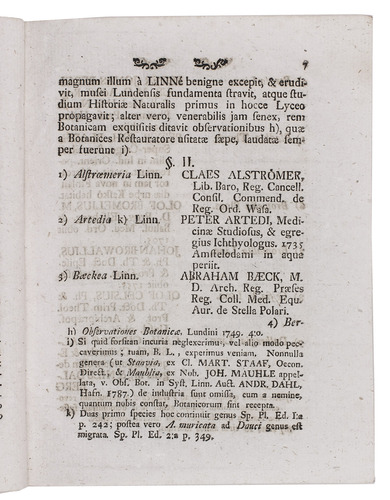 7
magnum illum à LINNé benigne excepit, & erudi-
vit, musei Lundensis fundamenta stravit, atque stu-
dium Historiæ Naturalis primus in hocce Lyceo
propagavit; alter vero, venerabilis jam senex, rem
Botanicam exquisitis ditavit observationibus h), quæ
a Botanices Restauratore usitatæ sæpe, laudatæ sem-
per fuerunt i).
§. II.
1) Alstrœmeria Linn. CLAES ALSTRÖMER,
Lib. Baro, Reg. Cancell.
Consil. Commend. de
Reg. Ord. Wasa.
2) Artedia k) Linn. PETER ARTEDI, Medici-
næ Studiosus, & egre-
gius Ichthyologus. 1735
Amstelodami in aqua
periit.
3) Bæckea Linn. ABRAHAM BÆCK, M.
D. Arch. Reg. Præses
Reg. Coll. Med. Equ.
Aur. de Stella Polari.
4) Ber-
h) Observationes Botanicæ. Lundini 1749. 4:o.
i) Si quid forsitan incuria neglexerimus, vel alio modo pec-
caverimus; tuam, B. L., experimur veniam. Nonnulla
genera (ut Staavia, ex Cl. MART. STAAF, Occon.
Direct., & Mauhlia, ex Nob. JOH. MAUHLE appel-
lata, v. Obs. Bot. in Syst. Linn. Auct. ANDR. DAHL,
Hafn. 1787.) de industria sunt omissa, cum a nemine,
quantum nobis constat, Botanicorum sint recepta.
k) Duas primo species hoc continuit genus Sp. Pl. Ed. 1:a
p. 242; postea vero A. muricata ad Dauci genus est
migrata. Sp. Pl. Ed. 2:a p. 349.